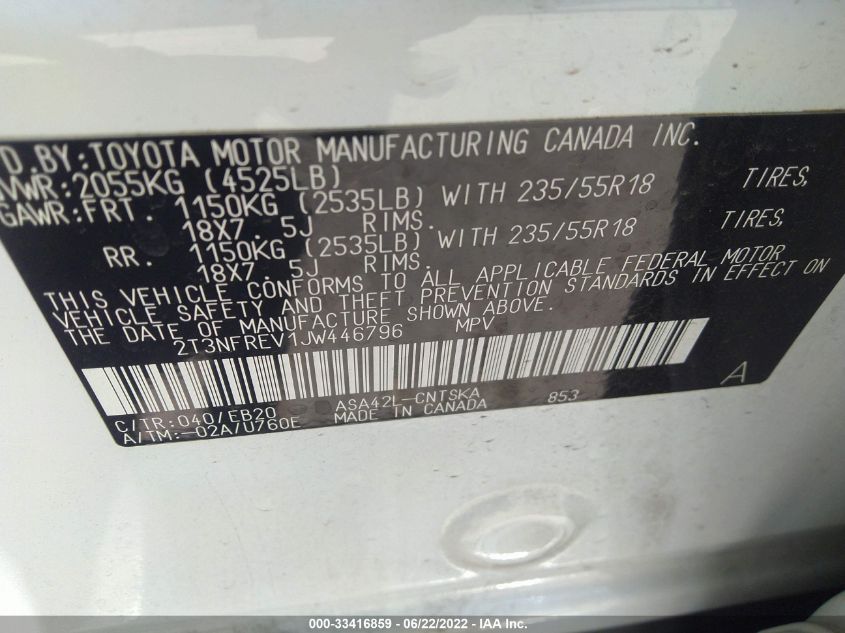 D. BY: TOYOTA MOTOR MANUFACTURING CANADA INC.
VWR: 2055KG (4525LB)
GAWR: FRT. 1150KG (2535LB) WITH 235/55R18 TIRES,
18X7. 5J RIMS.
RR. 1150KG (2535LB) WITH 235/55R18 TIRES,
18X7. 5J RIMS.
THIS VEHICLE CONFORMS TO ALL APPLICABLE FEDERAL MOTOR
VEHICLE SAFETY AND THEFT PREVENTION STANDARDS IN EFFECT ON
THE DATE OF MANUFACTURE SHOWN ABOVE.
2T3NFREV1JW446796 MPV
A
C/TR: 040/EB20 ASA42L-CNTSKA 853
A/TM: -02A/U760E MADE IN CANADA
000-33416859 - 06/22/2022 - IAA Inc.